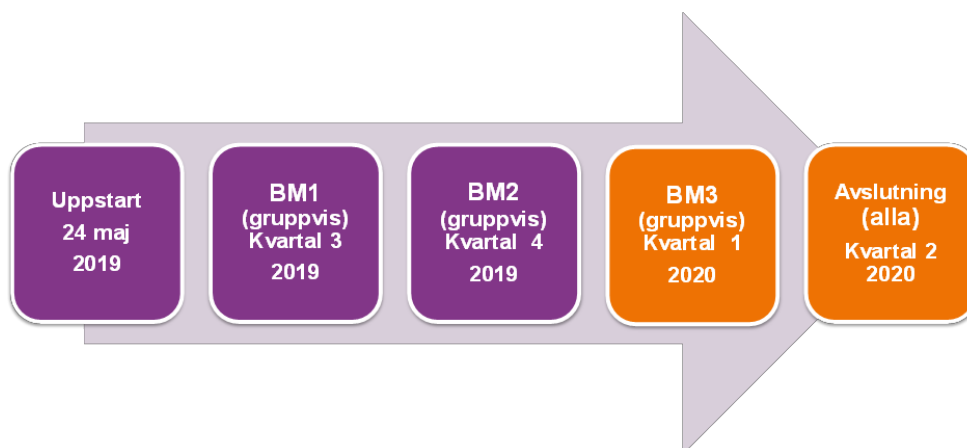 Uppstart
24 maj
2019
BM1
(gruppvis)
Kvartal 3
2019
BM2
(gruppvis)
Kvartal 4
2019
BM3
(gruppvis)
Kvartal 1
2020
Avslutning
(alla)
Kvartal 2
2020